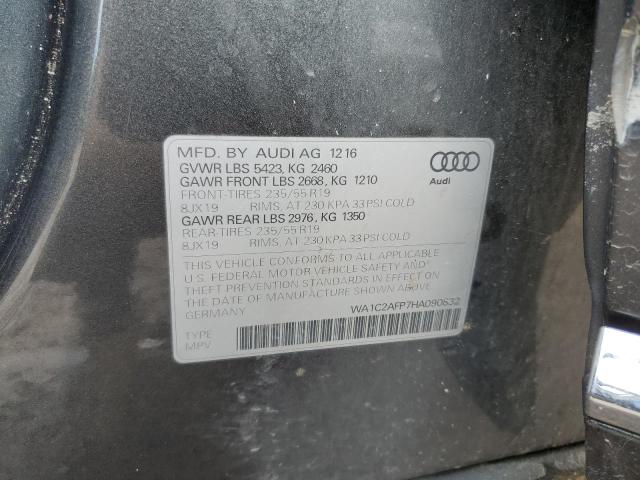 MFD. BY AUDI AG 12 16
GVWR LBS 5423, KG 2460
GAWR FRONT LBS 2668, KG 1210
FRONT-TIRES 235/55 R19
8JX19 RIMS, AT 230 KPA 33 PSI COLD
GAWR REAR LBS 2976, KG 1350
REAR-TIRES 235/55 R19
8JX19 RIMS, AT 230 KPA 33 PSI COLD
Audi
THIS VEHICLE CONFORMS TO ALL APPLICABLE
U.S. FEDERAL MOTOR VEHICLE SAFETY AND
THEFT PREVENTION STANDARDS IN EFFECT ON
THE DATE OF MANUFACTURE SHOWN ABOVE
GERMANY
WA1C2AFP7HA090632
TYPE
MPV